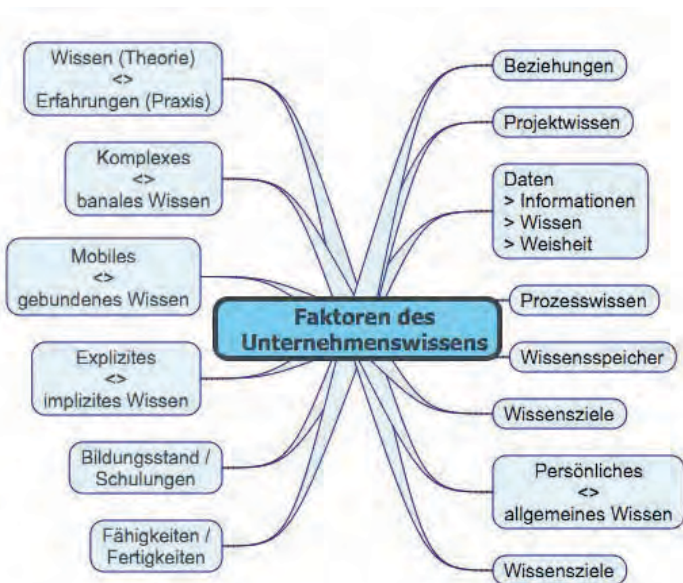 Wissen (Theorie)
<>
Erfahrungen (Praxis)
Komplexes
<>
banales Wissen
Mobiles
<>
gebundenes Wissen
Explizites
<>
implizites Wissen
Bildungsstand /
Schulungen
Fähigkeiten /
Fertigkeiten
Faktoren des
Unternehmenswissens
Beziehungen
Projektwissen
Daten
> Informationen
> Wissen
> Weisheit
Prozesswissen
Wissensspeicher
Wissensziele
Persönliches
<>
allgemeines Wissen
Wissensziele